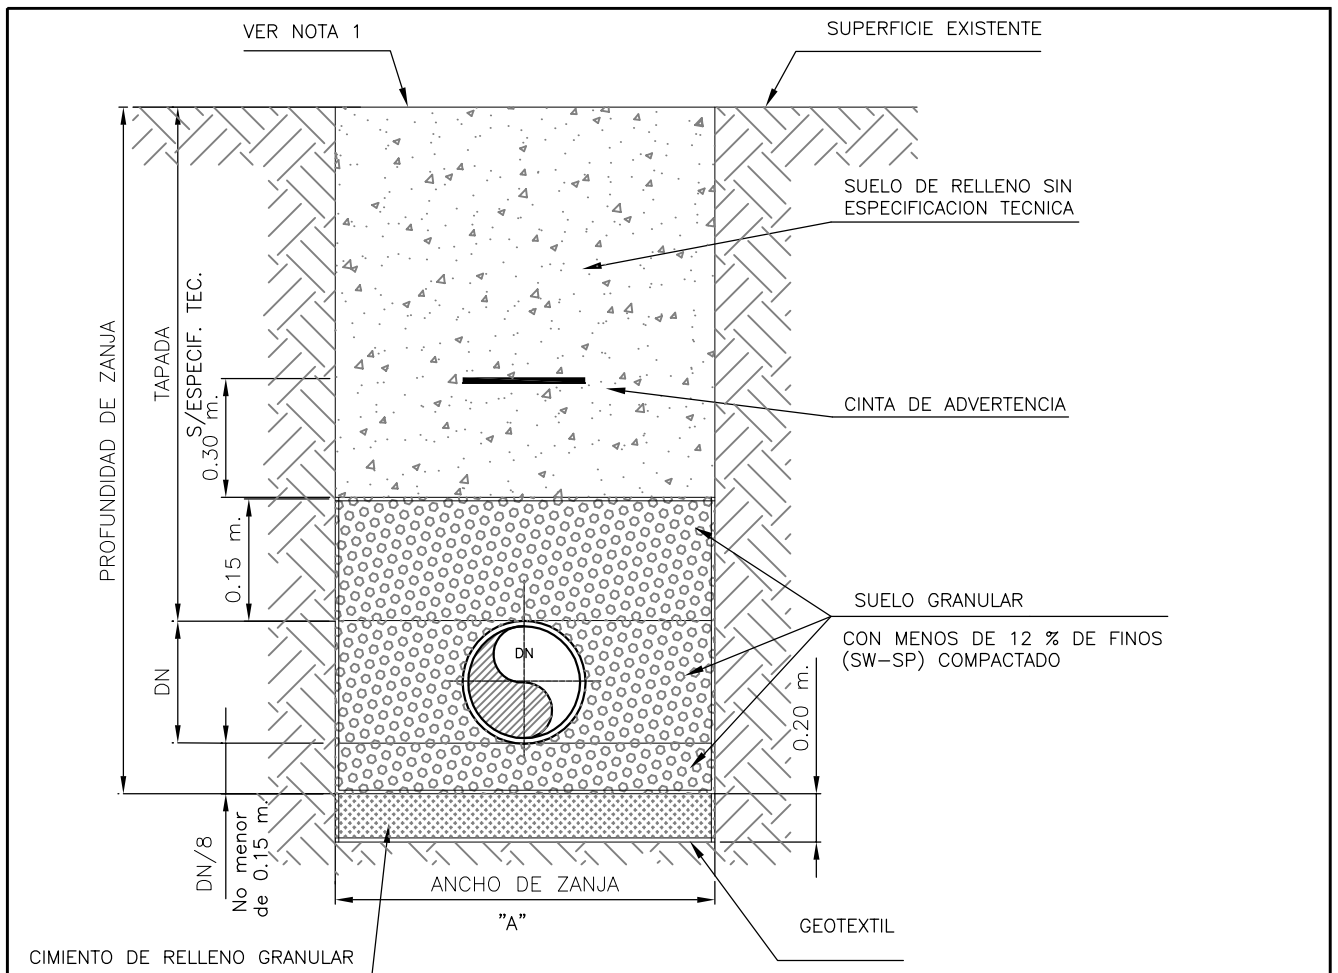 VER NOTA 1
SUPERFICIE EXISTENTE
SUELO DE RELLENO SIN
ESPECIFICACION TECNICA
PROFUNDIDAD DE ZANJA
TAPADA
S/ESPECIF. TEC.
0.30 m.
CINTA DE ADVERTENCIA
0.15 m.
SUELO GRANULAR
CON MENOS DE 12 % DE FINOS
(SW-SP) COMPACTADO
DN
DN
0.20 m.
DN/8
No menor
de 0.15 m.
ANCHO DE ZANJA
"A"
GEOTEXTIL
CIMIENTO DE RELLENO GRANULAR